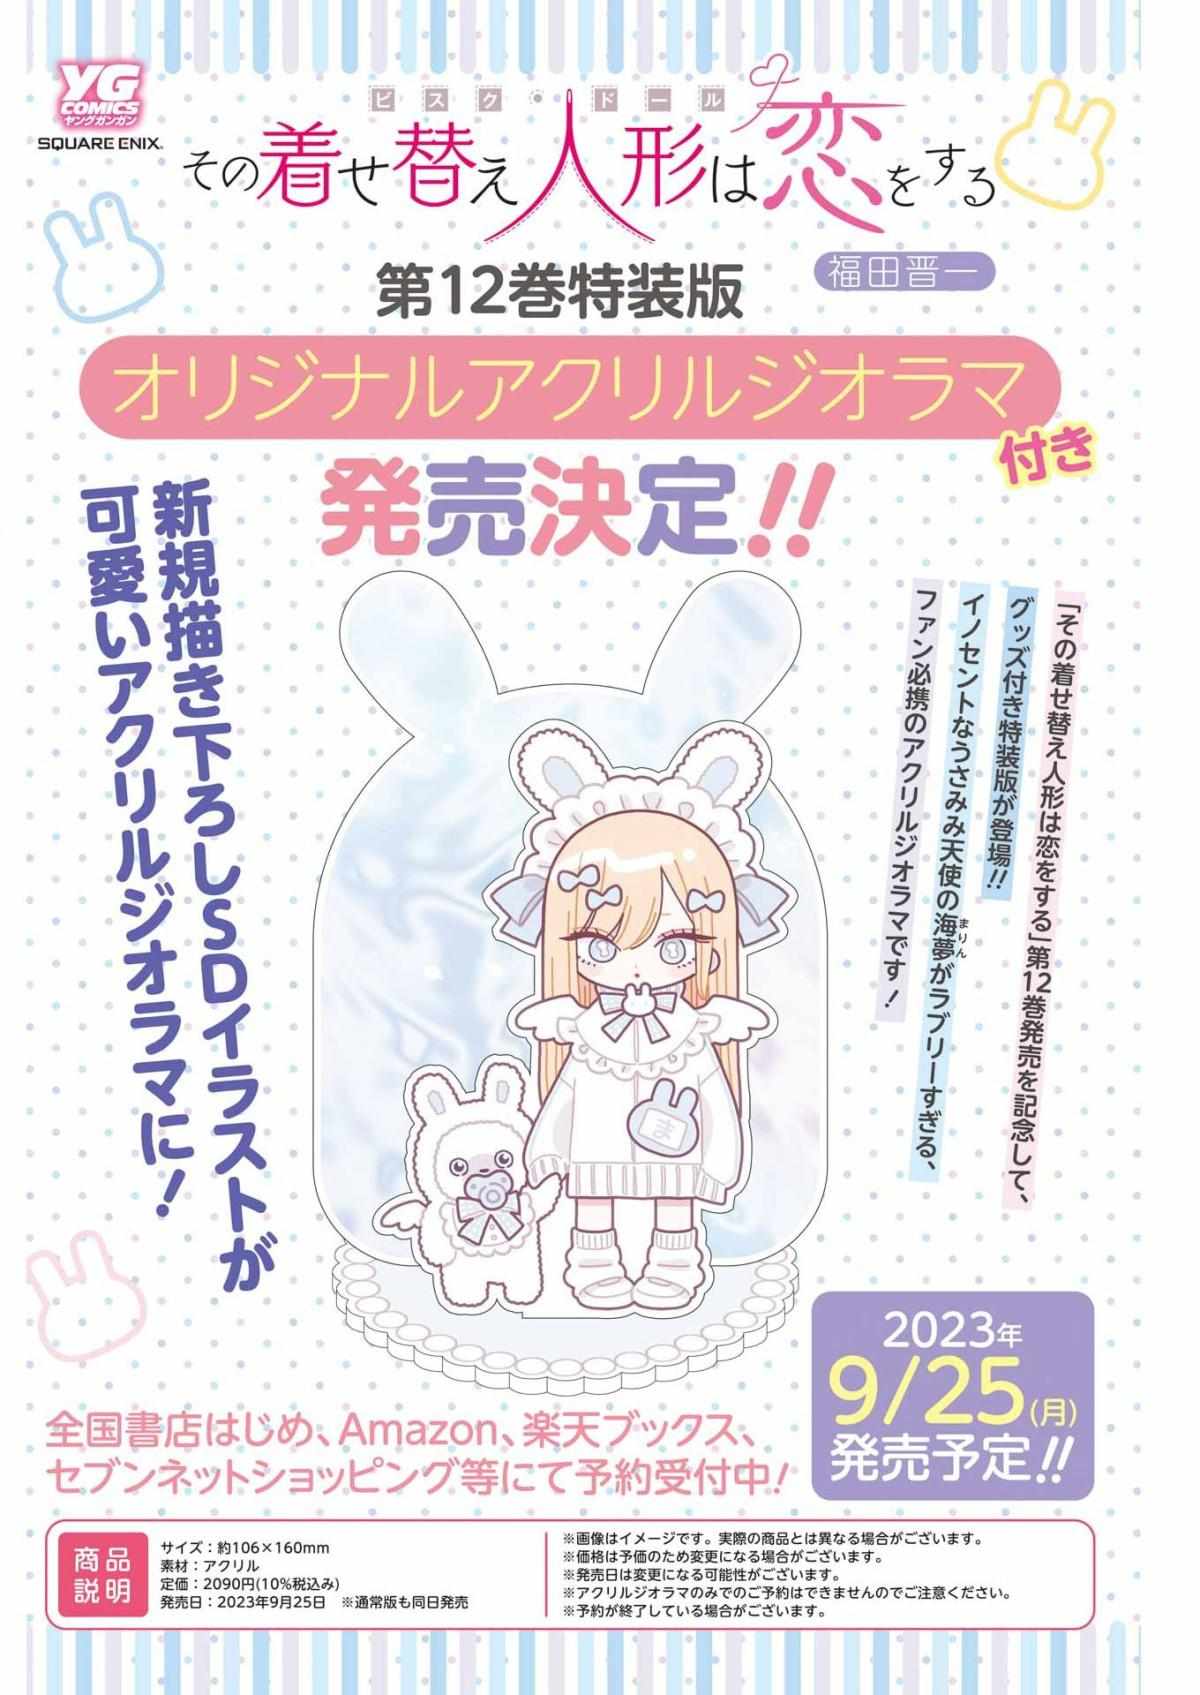 YG
COMICS
ヤングガンガン
SQUARE ENIX.
ビスク・ドール
その着せ替え人形は恋をする
福田晋一
第12巻特装版
オリジナルアクリルジオラマ
付き
発売決定!!
新規描き下ろしSDイラストが
可愛いアクリルジオラマに!
「その着せ替え人形は恋をする」第12巻発売を記念して、
グッズ付き特装版が登場!!
イノセントなうさみみ天使の海夢がラブリーすぎる、
まりん
ファン必携のアクリルジオラマです!
ま
2023年
9/25(月)
発売予定!!
全国書店はじめ、Amazon、楽天ブックス、
セブンネットショッピング等にて予約受付中!
商品
説明
サイズ:約106×160mm
素材:アクリル
定価:2090円(10%税込み)
発売日:2023年9月25日 ※通常版も同日発売
※画像はイメージです。実際の商品とは異なる場合がございます。
※価格は予価のため変更になる場合がございます。
※発売日は変更になる可能性がございます。
※アクリルジオラマのみでのご予約はできませんのでご注意ください。
※予約が終了している場合がございます。